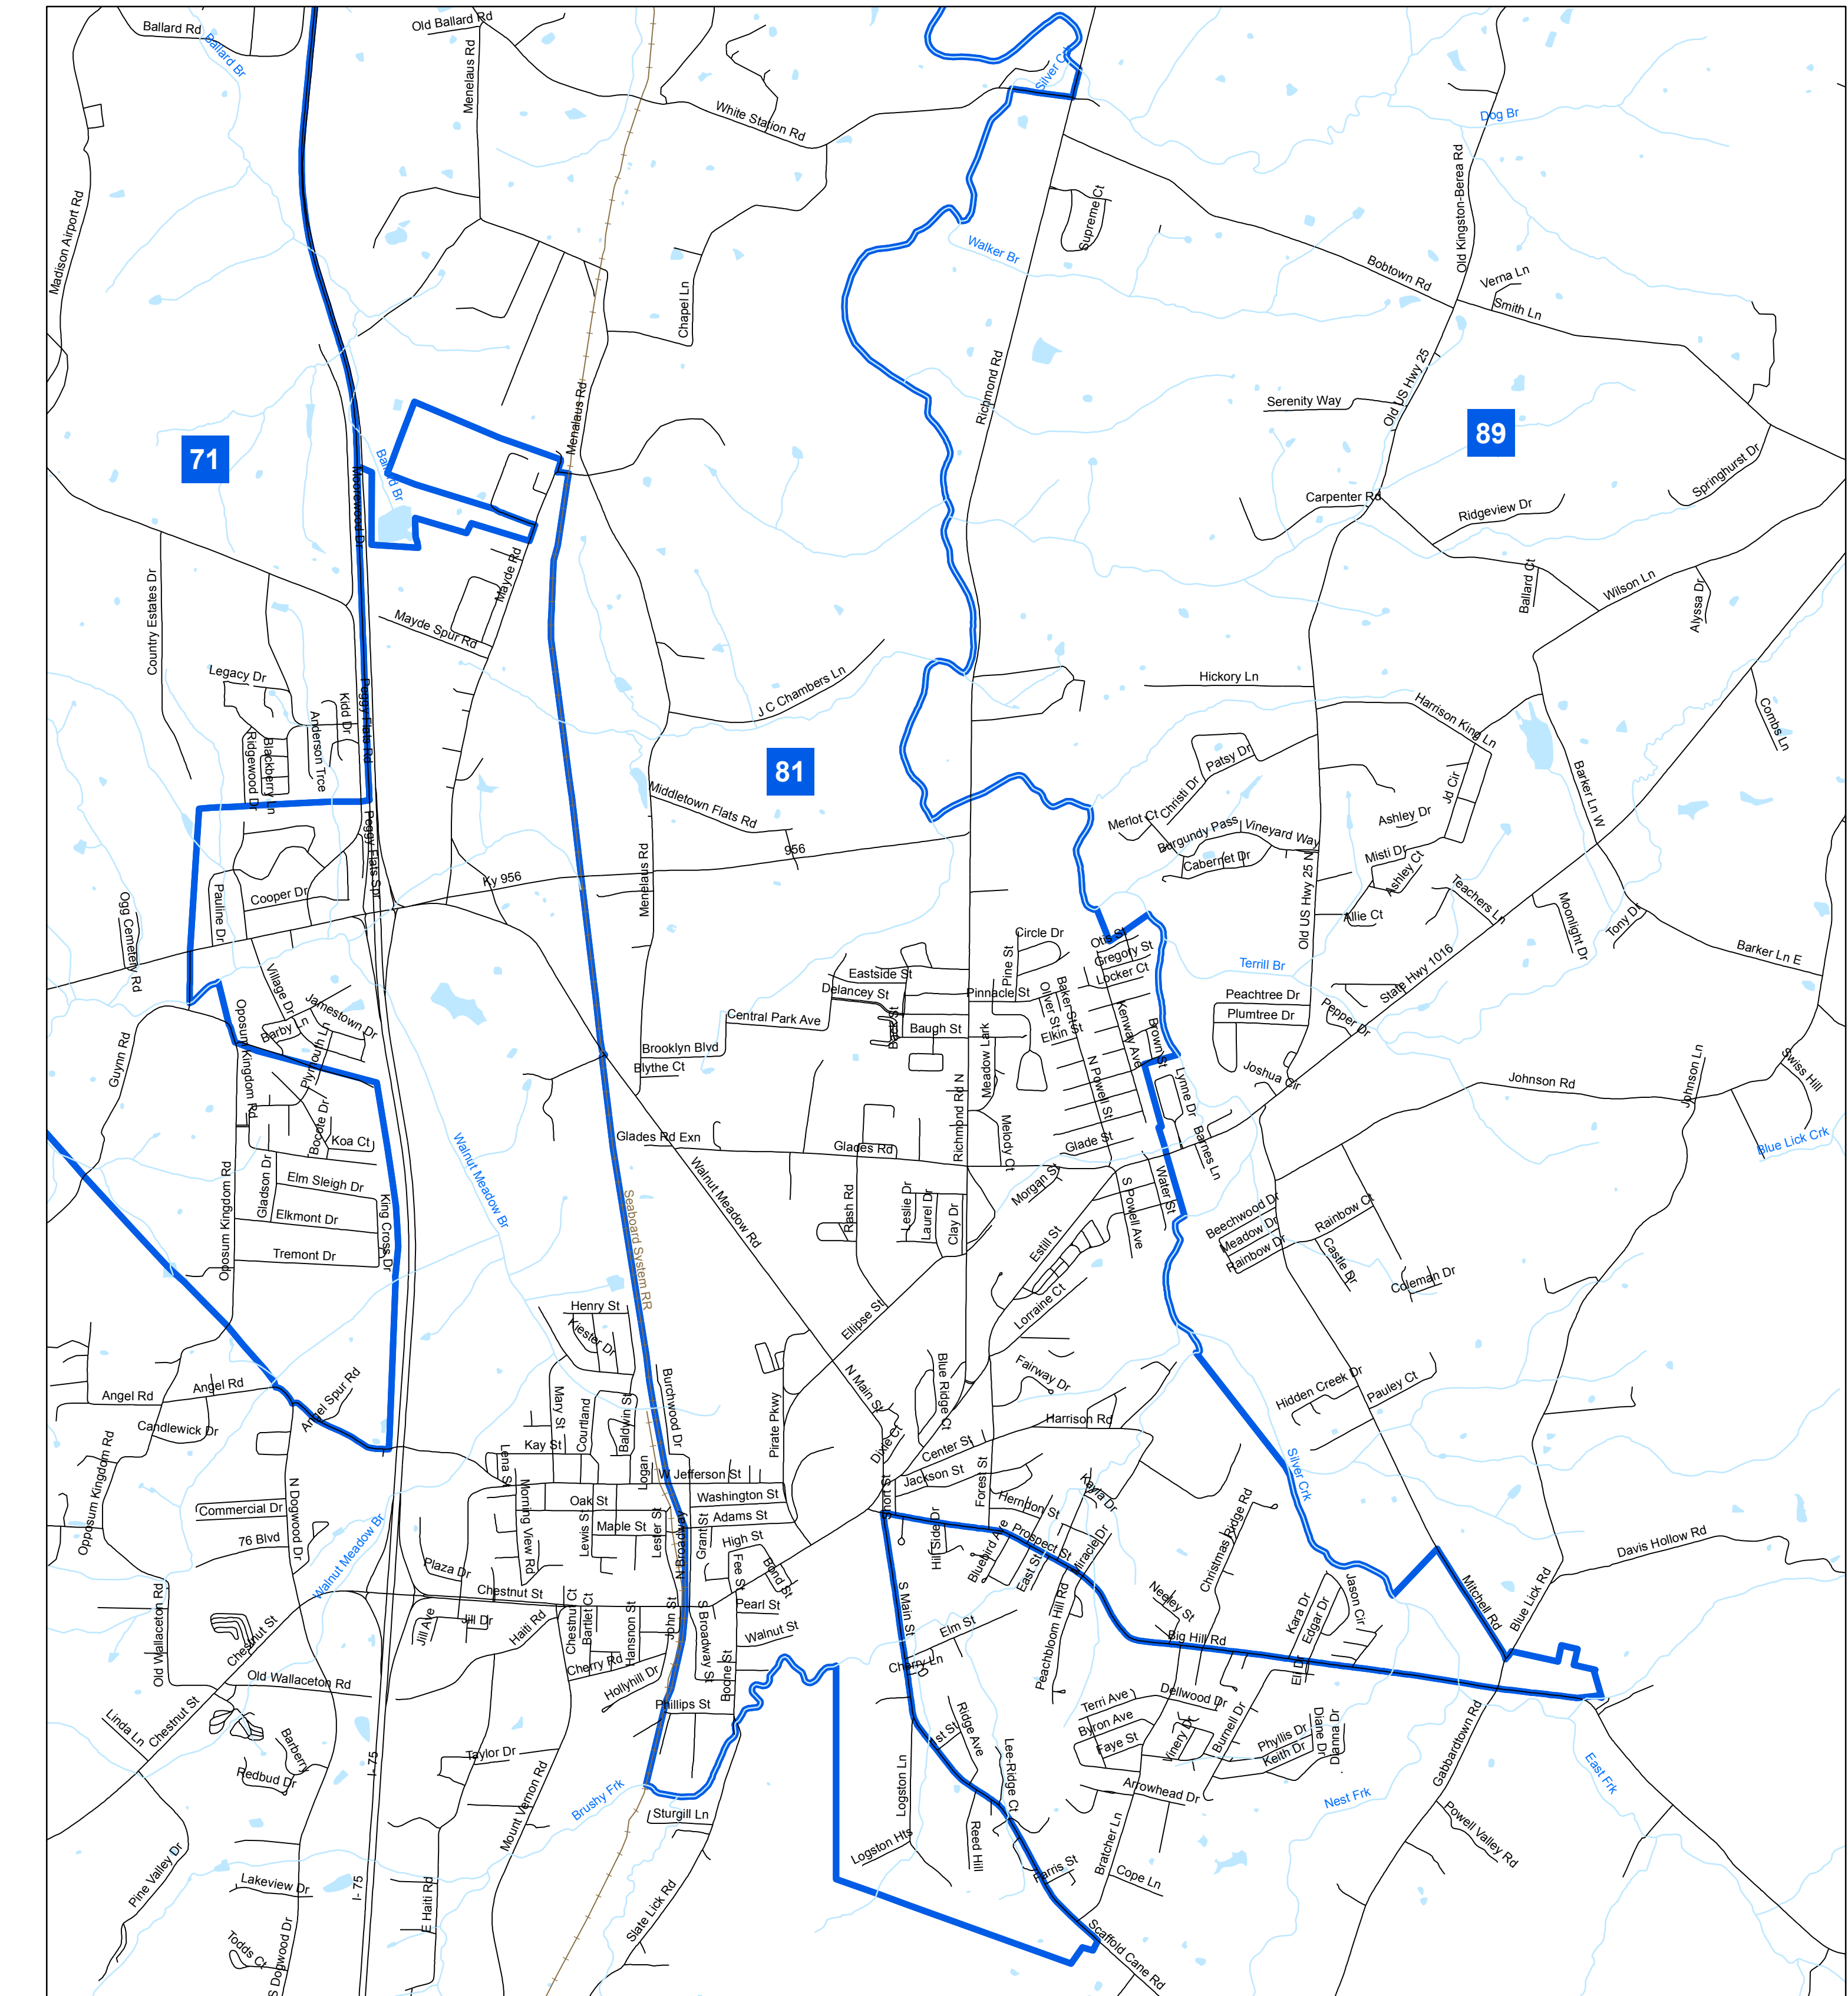 Ballard Rd
Old Ballard Rd
Ballard Br
Menelaus Rd
Silver Crk
White Station Rd
Dog Br
Madison Airport Rd
Supreme Ct
Old Kingston-Berea Rd
Walker Br
Bobtown Rd
Verna Ln
Smith Ln
Chapel Ln
Richmond Rd
Old US Hwy 25
Serenity Way
Menalaus Rd
71
89
Ballard Br
Moorewood Dr
Carpenter Rd
Ridgeview Dr
Springhurst Dr
Country Estates Dr
Mayde Rd
Mayde Spur Rd
Ballard Ct
Wilson Ln
Alyssa Dr
Legacy Dr
Kidd Dr
Peggy Flats Rd
Anderson Trce
Ridgewood Dr
Blackberry Ln
J C Chambers Ln
Hickory Ln
Harrison King Ln
Combs Ln
81
Patsy Dr
Christi Dr
Merlot Ct
Jd Cir
Barker Ln W
Middletown Flats Rd
Burgundy Pass
Vineyard Way
Ashley Dr
Cabernet Dr
Misti Dr
Ashley Ct
956
Ky 956
Peggy Flats Spr
Menelaus Rd
Old US Hwy 25 N
Teachers Ln
Allie Ct
Moonlight Dr
Tony Dr
Barker Ln E
Cooper Dr
Pauline Dr
Ogg Cemetery Rd
Village Dr
Jamestown Dr
Darby Ln
Plymouth Ln
Oposum Kingdom Rd
Guynn Rd
Circle Dr
Pine St
Otis St
Gregory St
Locker Ct
Eastside St
Delancey St
Pinnacle St
Baker St
Oliver St
Elkin St
Terrill Br
State Hwy 1016
Peachtree Dr
Plumtree Dr
Pepper Dr
Central Park Ave
Baugh St
Meadow Lark
Kenway Ave
Brown St
Brooklyn Blvd
Blythe Ct
N Powell St
Lynne Dr
Joshua Cir
Johnson Rd
Johnson Ln
Swiss Hill
Blue Lick Crk
Bocote Dr
Koa Ct
Gladson Dr
Elm Sleigh Dr
Elkmont Dr
Tremont Dr
King Cross Dr
Oposum Kingdom Rd
Walnut Meadow Br
Glades Rd Exn
Glades Rd
Richmond Rd N
Melody Ct
Glade St
Barnes Ln
Water St
S Powell Ave
Morgan St
Walnut Meadow Rd
Seaboard System RR
Rash Rd
Leslie Dr
Laurel Dr
Clay Dr
Estill St
Lorraine Ct
Beechwood Dr
Meadow Dr
Rainbow Dr
Rainbow Ct
Castle Dr
Coleman Dr
Henry St
Kiester Dr
Ellipse St
Burchwood Dr
N Main St
Blue Ridge Ct
Fairway Dr
Hidden Creek Dr
Pauley Ct
Angel Rd
Angel Rd
Angel Spur Rd
Candlewick Dr
Opposum Kingdom Rd
Mary St
Courtland
Baldwin St
Kay St
Lena St
Logan
Pirate Pkwy
Dixie Ct
Center St
Jackson St
Harrison Rd
Silver Crk
W Jefferson St
Washington St
Adams St
High St
Oak St
Maple St
Lewis St
Lester St
Morning View Rd
N Broadway
Grant St
Fee St
Bond St
Short St
Forest St
Herndon St
Kayla Dr
Prospect St
Hill Side Dr
Bluebird Ave
East St
Miracle Dr
Christmas Ridge Rd
Davis Hollow Rd
Commercial Dr
76 Blvd
N Dogwood Dr
Walnut Meadow Br
Plaza Dr
Chestnut St
Jill Ave
Jill Dr
Haiti Rd
Chestnut Ct
Bartlet Ct
Hansnon St
John St
S Broadway St
Pearl St
Walnut St
Boone St
Cherry Rd
Hollyhill Dr
Phillips St
S Main St
Elm St
Cherry Ln
Peachbloom Hill Rd
Neeley St
Big Hill Rd
Kara Dr
Edgar Dr
Jason Cir
Eli Dr
Mitchell Rd
Blue Lick Rd
Old Wallaceton Rd
Chestnut St
Old Wallaceton Rd
Linda Ln
Chestnut St
Barberry
Redbud Dr
I- 75
Taylor Dr
Mount Vernon Rd
Brushy Frk
Sturgill Ln
Logston Ln
Logston Hts
1st St
Ridge Ave
Lee-Ridge Ct
Reed Hill
Farris St
Terri Ave
Byron Ave
Faye St
Dellwood Dr
Vinery Dr
Burnell Dr
Phyllis Dr
Keith Dr
Diane Dr
Dianna Dr
Arrowhead Dr
Bratcher Ln
Cope Ln
Nest Frk
Gabbardtown Rd
East Frk
Powell Valley Rd
Pine Valley Dr
Lakeview Dr
I- 75
E Haiti Rd
Slate Lick Rd
Todds Ct
S Dogwood Dr
Scaffold Cane Rd